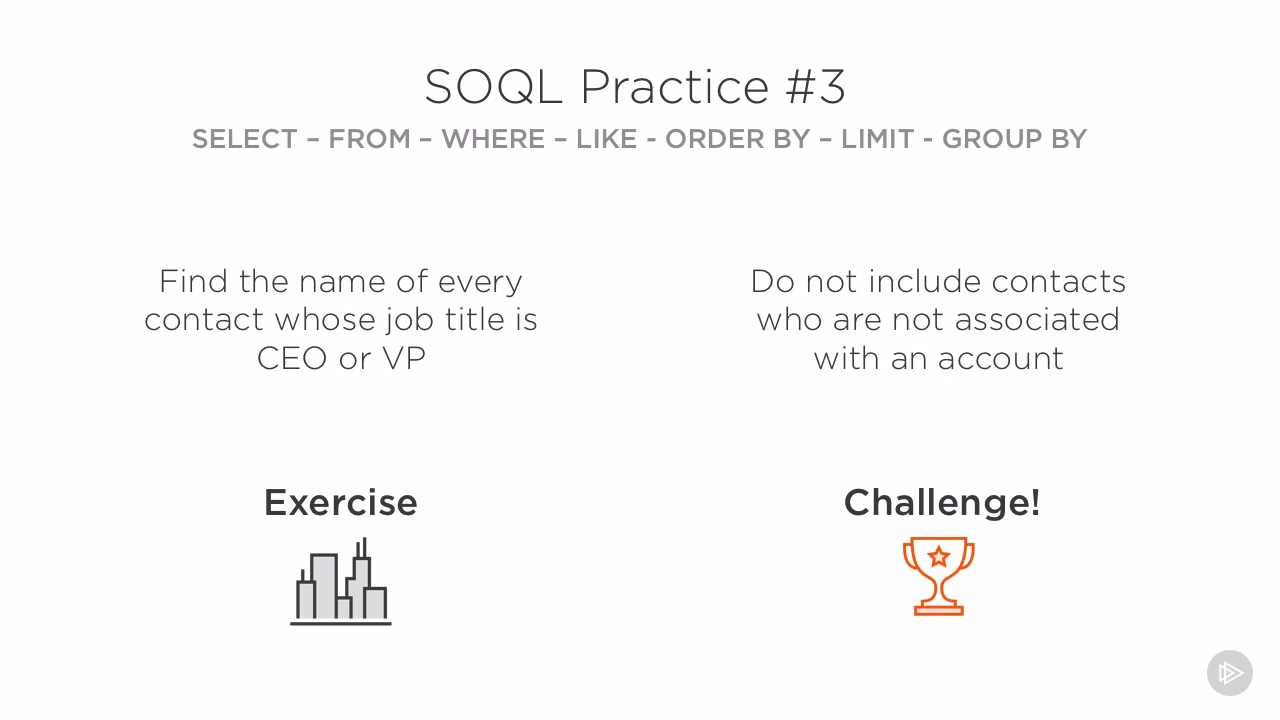 SOQL Practice #3
SELECT – FROM – WHERE – LIKE - ORDER BY – LIMIT - GROUP BY
Find the name of every
contact whose job title is
CEO or VP
Exercise
Do not include contacts
who are not associated
with an account
Challenge!